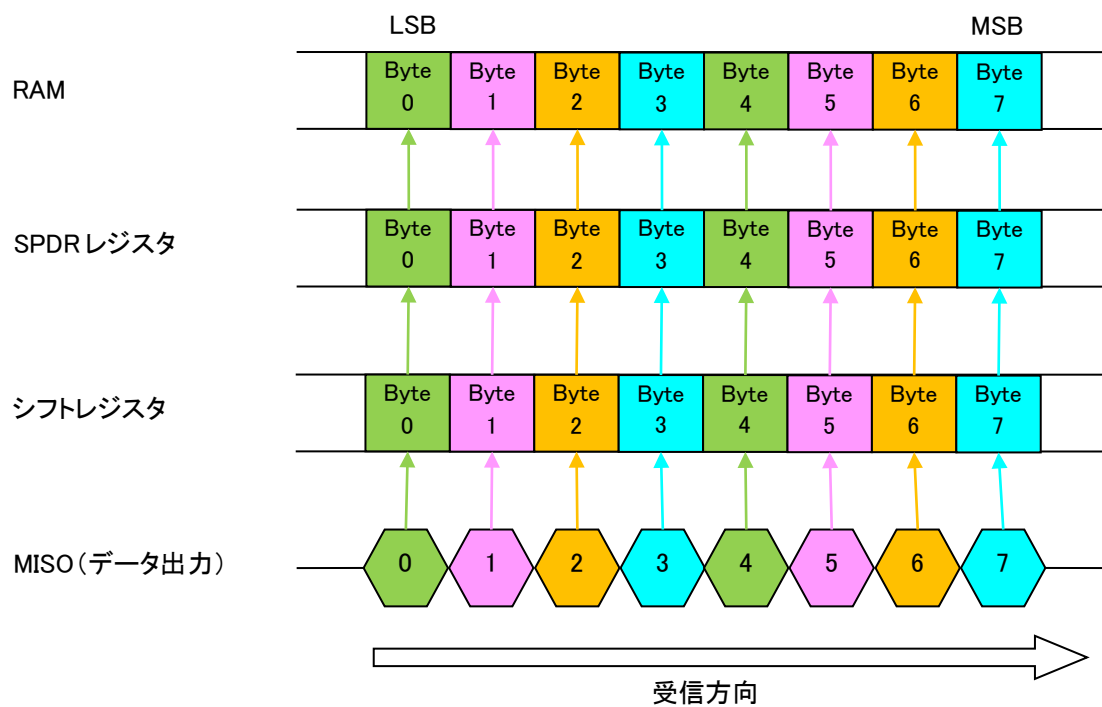 LSB MSB
RAM
Byte Byte Byte Byte Byte Byte Byte Byte
0 1 2 3 4 5 6 7
SPDRレジスタ
Byte Byte Byte Byte Byte Byte Byte Byte
0 1 2 3 4 5 6 7
シフトレジスタ
Byte Byte Byte Byte Byte Byte Byte Byte
0 1 2 3 4 5 6 7
MISO(データ出力) 0 1 2 3 4 5 6 7
受信方向